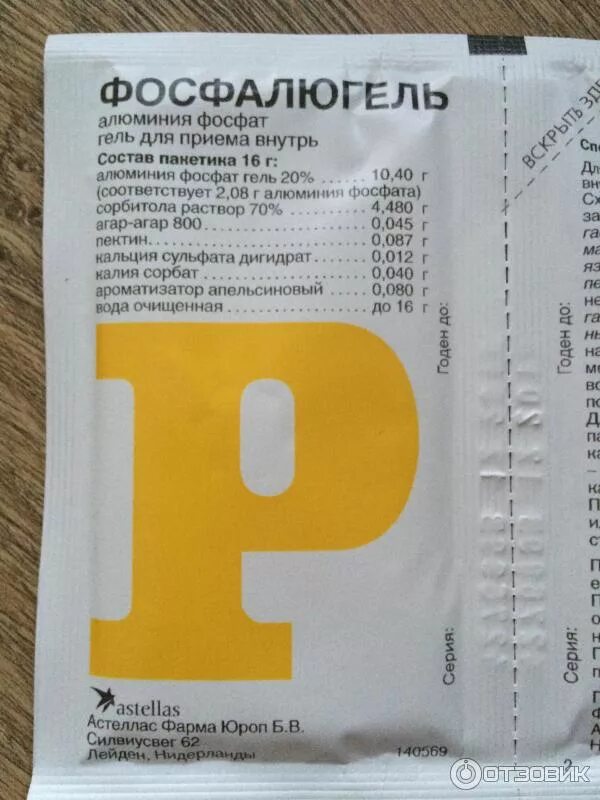 ФОСФАЛЮГЕЛЬ
алюминия фосфат
гель для приема внутрь
Состав пакетика 16 г:
алюминия фосфат гель 20% ...... 10,40 г
(соответствует 2,08 г алюминия фосфата)
сорбитола раствор 70% ............ 4,480 г
агар-агар 800 ........................... 0,045 г
пектин...................................... 0,087 г
кальция сульфата дигидрат...... 0,012 г
калия сорбат ........................... 0,040 г
ароматизатор апельсиновый .... 0,080 г
вода очищенная ..................... до 16 г
P
Годен до:
Серия:
astellas
Астеллас Фарма Юроп Б.В.
Силвиусвег 62
Лейден, Нидерланды
140569
ВСКРЫТЬ ЗДЕ
Годен до:
Серия:
2
ОТЗОВИК